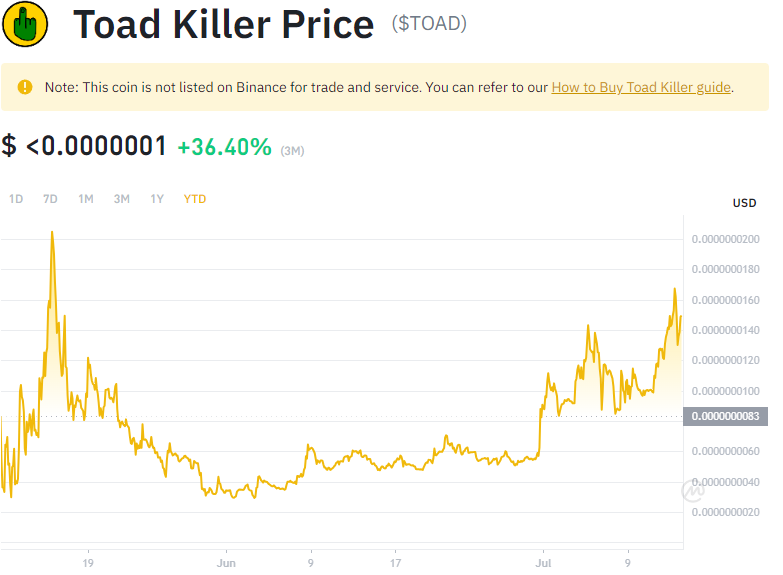 Toad Killer Price ($TOAD)
Note: This coin is not listed on Binance for trade and service. You can refer to our How to Buy Toad Killer guide.
$ <0.0000001 +36.40% (3M)
1D 7D 1M 3M 1Y YTD
USD
0.0000000200
0.0000000180
0.0000000160
0.0000000140
0.0000000120
0.0000000100
0.0000000083
0.0000000060
0.0000000040
0.0000000020
19 Jun 9 17 Jul 9